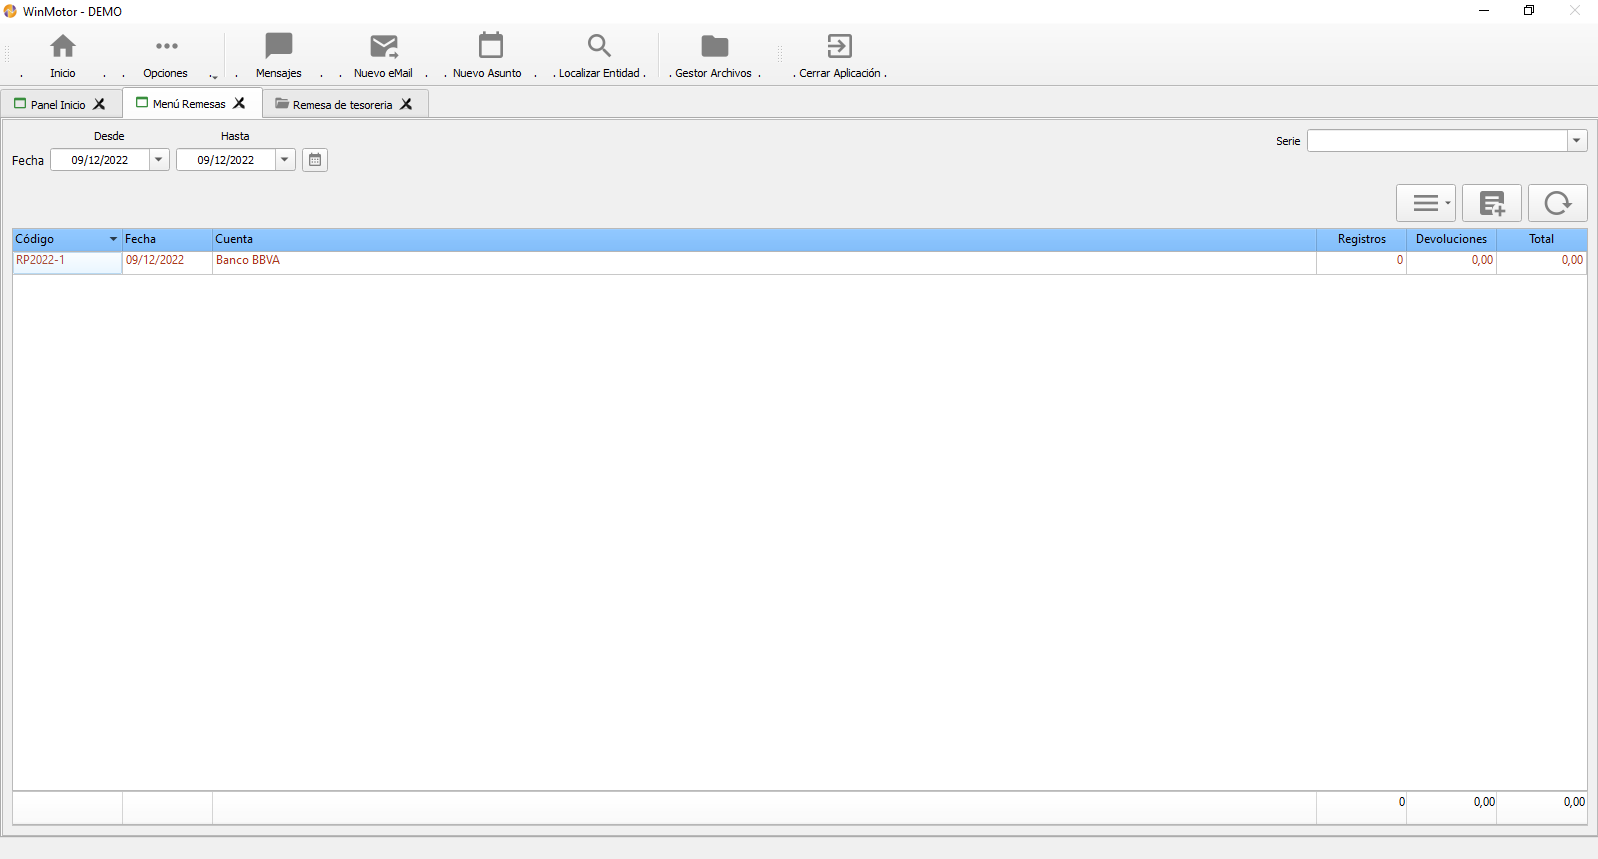 WinMotor - DEMO
. Inicio .
. Opciones .
. Mensajes .
. Nuevo eMail .
. Nuevo Asunto .
. Localizar Entidad .
. Gestor Archivos .
. Cerrar Aplicación .
Panel Inicio
Menú Remesas
Remesa de tesoreria
Desde Hasta
Fecha 09/12/2022 09/12/2022
Serie
Código Fecha Cuenta Registros Devoluciones Total
RP2022-1 09/12/2022 Banco BBVA 0 0,00 0,00
0 0,00 0,00